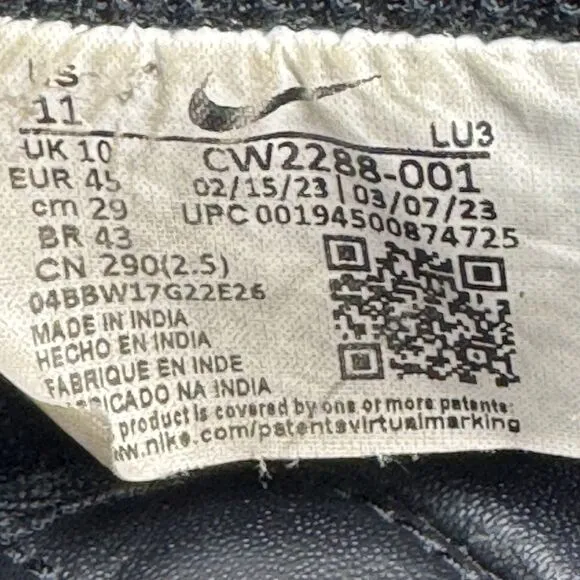 US
11
LU3
UK 10
CW2288-001
EUR 45
02/15/23 | 03/07/23
cm 29
UPC 00194500874725
BR 43
CN 290(2.5)
04BBW17G22E26
MADE IN INDIA
HECHO EN INDIA
FABRIQUE EN INDE
RICADO NA INDIA
product is covered by one or more patents
w.nike.com/patentsvirtualmarking